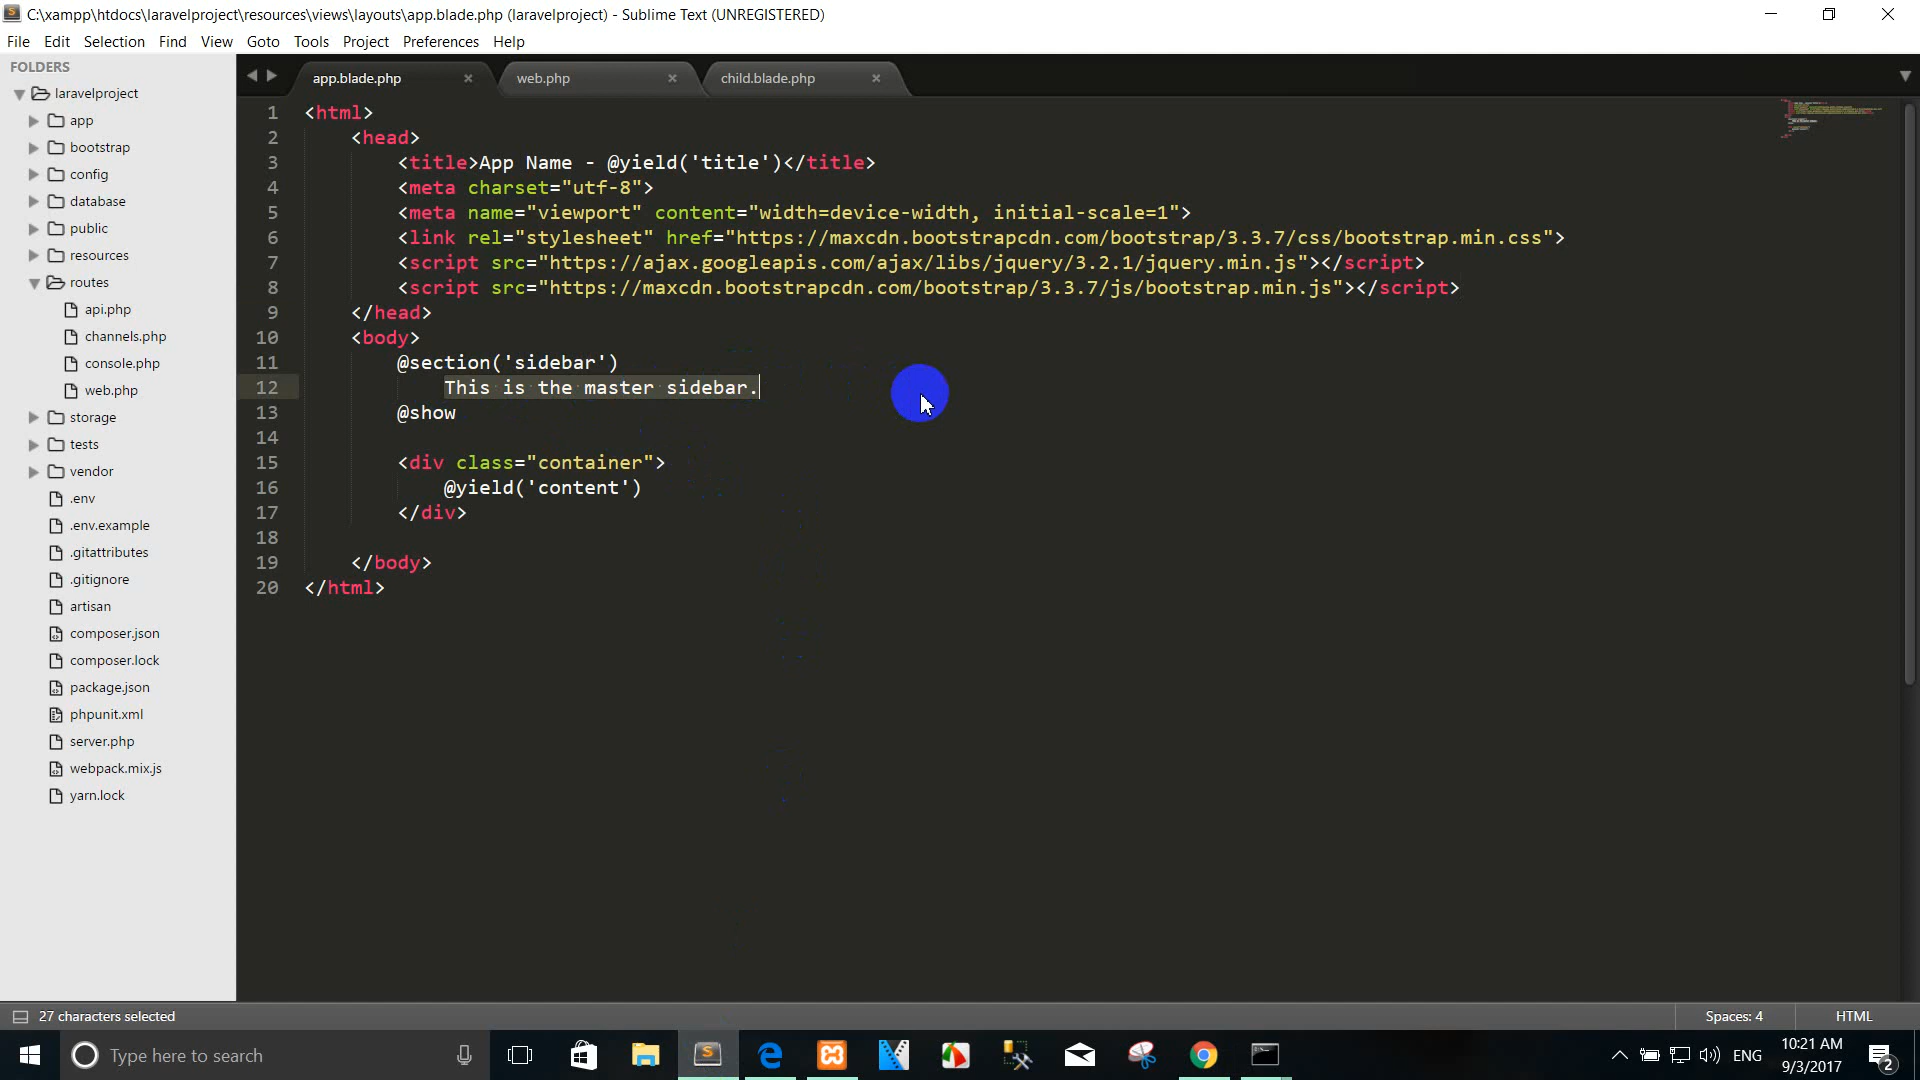 C:\xampp\htdocs\laravelproject\resources\views\layouts\app.blade.php (laravelproject) - Sublime Text (UNREGISTERED)
File Edit Selection Find View Goto Tools Project Preferences Help
FOLDERS
laravelproject
app
bootstrap
config
database
public
resources
routes
api.php
channels.php
console.php
web.php
storage
tests
vendor
.env
.env.example
.gitattributes
.gitignore
artisan
composer.json
composer.lock
package.json
phpunit.xml
server.php
webpack.mix.js
yarn.lock
app.blade.php × web.php × child.blade.php ×
1 <html>
2 <head>
3 <title>App Name - @yield('title')</title>
4 <meta charset="utf-8">
5 <meta name="viewport" content="width=device-width, initial-scale=1">
6 <link rel="stylesheet" href="https://maxcdn.bootstrapcdn.com/bootstrap/3.3.7/css/bootstrap.min.css">
7 <script src="https://ajax.googleapis.com/ajax/libs/jquery/3.2.1/jquery.min.js"></script>
8 <script src="https://maxcdn.bootstrapcdn.com/bootstrap/3.3.7/js/bootstrap.min.js"></script>
9 </head>
10 <body>
11 @section('sidebar')
12 This is the master sidebar.
13 @show
14
15 <div class="container">
16 @yield('content')
17 </div>
18
19 </body>
20 </html>
27 characters selected Spaces: 4 HTML
Type here to search ENG 10:21 AM
9/3/2017 2